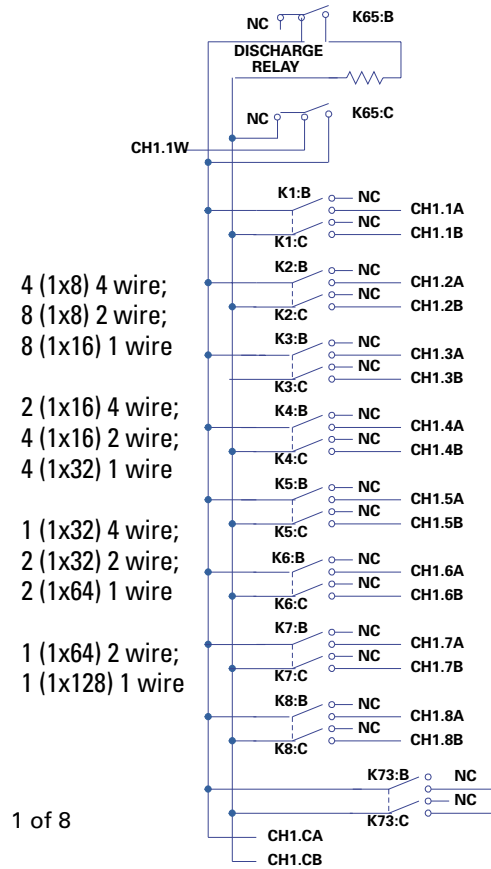 NC K65:B
DISCHARGE
RELAY
NC K65:C
CH1.1W
K1:B NC
CH1.1A
NC
CH1.1B
K1:C
K2:B NC
CH1.2A
NC
CH1.2B
K2:C
K3:B NC
CH1.3A
NC
CH1.3B
K3:C
K4:B NC
CH1.4A
NC
CH1.4B
K4:C
K5:B NC
CH1.5A
NC
CH1.5B
K5:C
K6:B NC
CH1.6A
NC
CH1.6B
K6:C
K7:B NC
CH1.7A
NC
CH1.7B
K7:C
K8:B NC
CH1.8A
NC
CH1.8B
K8:C
K73:B NC
NC
K73:C
CH1.CA
CH1.CB
4 (1x8) 4 wire;
8 (1x8) 2 wire;
8 (1x16) 1 wire
2 (1x16) 4 wire;
4 (1x16) 2 wire;
4 (1x32) 1 wire
1 (1x32) 4 wire;
2 (1x32) 2 wire;
2 (1x64) 1 wire
1 (1x64) 2 wire;
1 (1x128) 1 wire
1 of 8